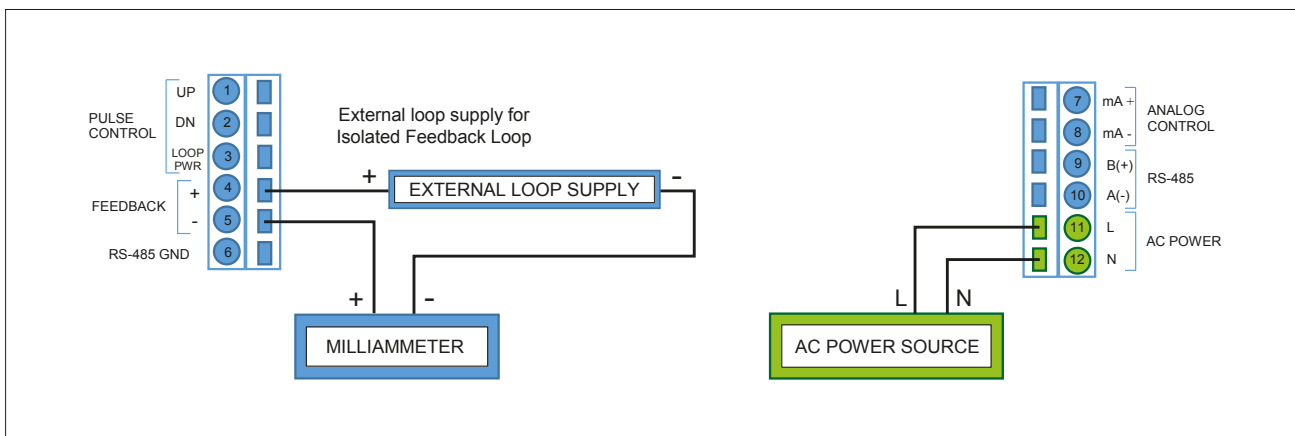 PULSE
CONTROL
UP
1
DN
2
LOOP
PWR
3
FEEDBACK
+
4
-
5
RS-485 GND
6
External loop supply for
Isolated Feedback Loop
+
EXTERNAL LOOP SUPPLY
-
+
-
MILLIAMMETER
7
mA +
8
mA -
ANALOG
CONTROL
9
B(+)
10
A(-)
RS-485
11
L
12
N
AC POWER
L
N
AC POWER SOURCE